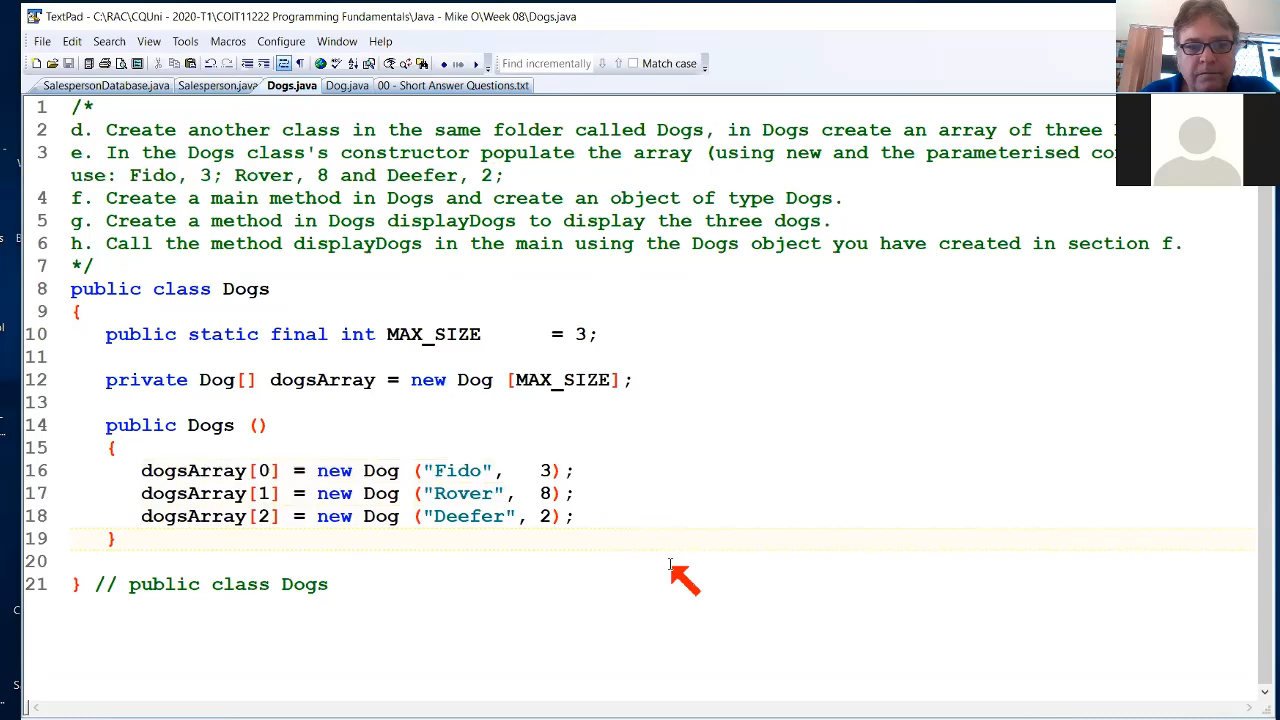 TextPad - C:\RAC\CQUni - 2020-T1\COIT11222 Programming Fundamentals\Java - Mike O\Week 08\Dogs.java
File Edit Search View Tools Macros Configure Window Help
Find incrementally Match case
SalespersonDatabase.java Salesperson.java Dogs.java Dog.java 00 - Short Answer Questions.txt
1 /*
2 d. Create another class in the same folder called Dogs, in Dogs create an array of three
3 e. In the Dogs class's constructor populate the array (using new and the parameterised co
use: Fido, 3; Rover, 8 and Deefer, 2;
4 f. Create a main method in Dogs and create an object of type Dogs.
5 g. Create a method in Dogs displayDogs to display the three dogs.
6 h. Call the method displayDogs in the main using the Dogs object you have created in section f.
7 */
8 public class Dogs
9 {
10 public static final int MAX_SIZE = 3;
11
12 private Dog[] dogsArray = new Dog [MAX_SIZE];
13
14 public Dogs ()
15 {
16 dogsArray[0] = new Dog ("Fido", 3);
17 dogsArray[1] = new Dog ("Rover", 8);
18 dogsArray[2] = new Dog ("Deefer", 2);
19 }
20
21 } // public class Dogs